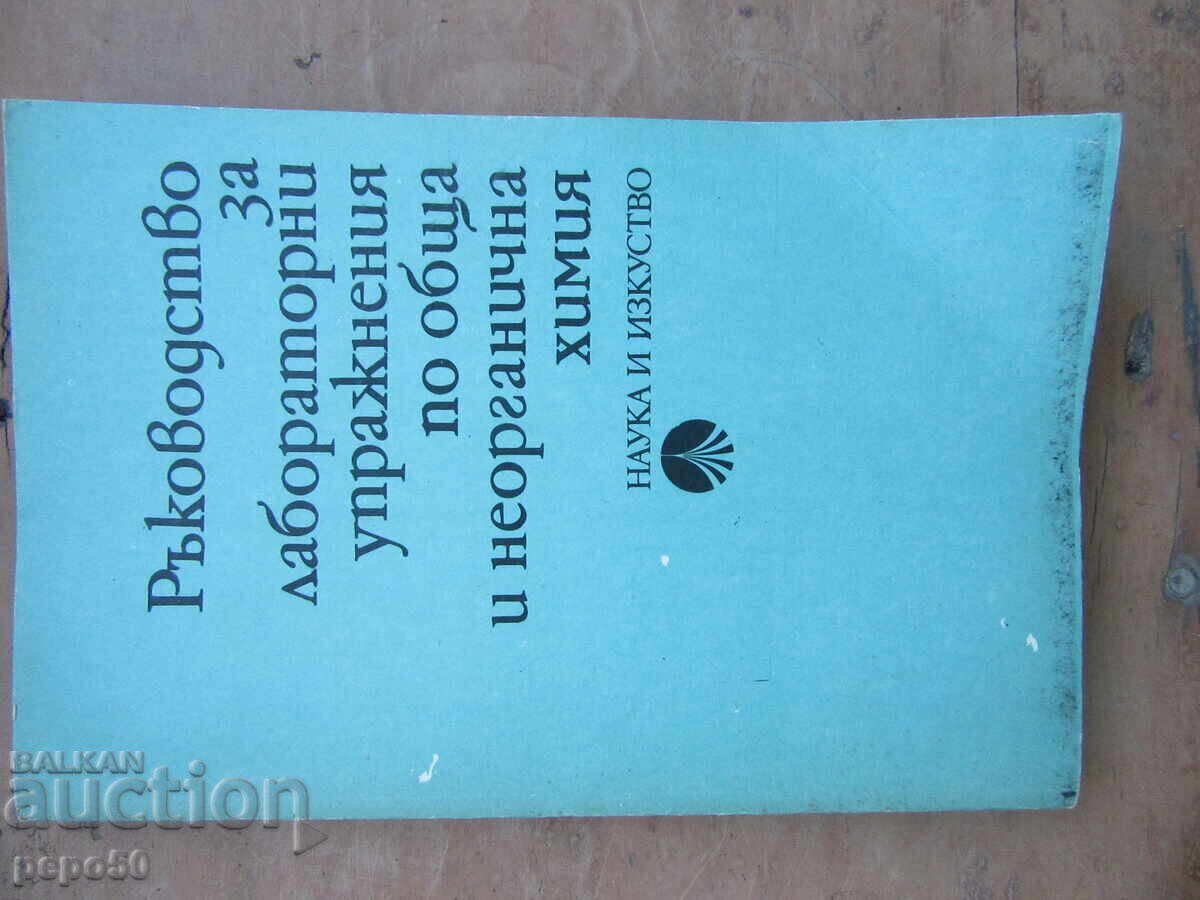 Ръководство
за
лабораторни
упражнения
по обща
и неорганична
химия
НАУКА И ИЗКУСТВО
BALKAN
auction
pepo50